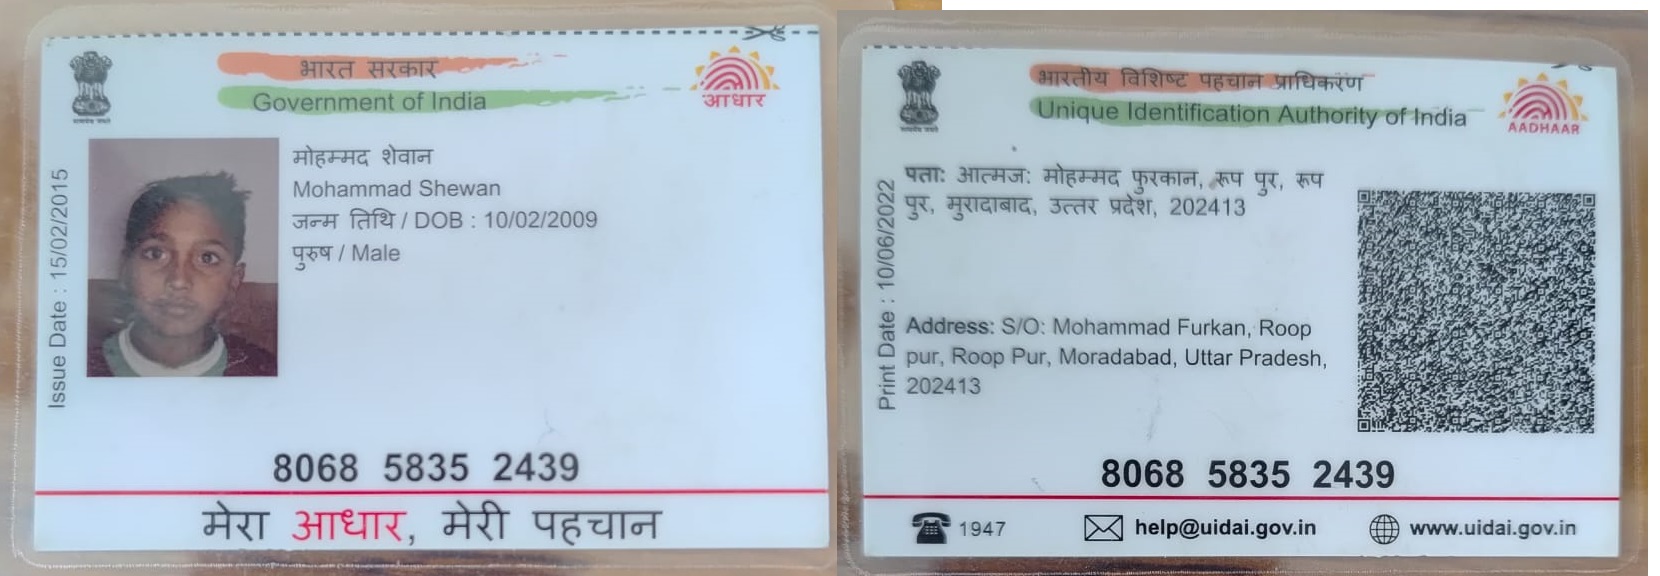 भारत सरकार
Government of India
आधार
Issue Date : 15/02/2015
मोहम्मद शेवान
Mohammad Shewan
जन्म तिथि / DOB : 10/02/2009
पुरुष / Male
8068 5835 2439
मेरा आधार, मेरी पहचान
भारतीय विशिष्ट पहचान प्राधिकरण
Unique Identification Authority of India
AADHAAR
Print Date : 10/06/2022
पता: आत्मज: मोहम्मद फुरकान, रूप पुर, रूप
पुर, मुरादाबाद, उत्तर प्रदेश, 202413
Address: S/O: Mohammad Furkan, Roop
pur, Roop Pur, Moradabad, Uttar Pradesh,
202413
8068 5835 2439
1947 help@uidai.gov.in www.uidai.gov.in